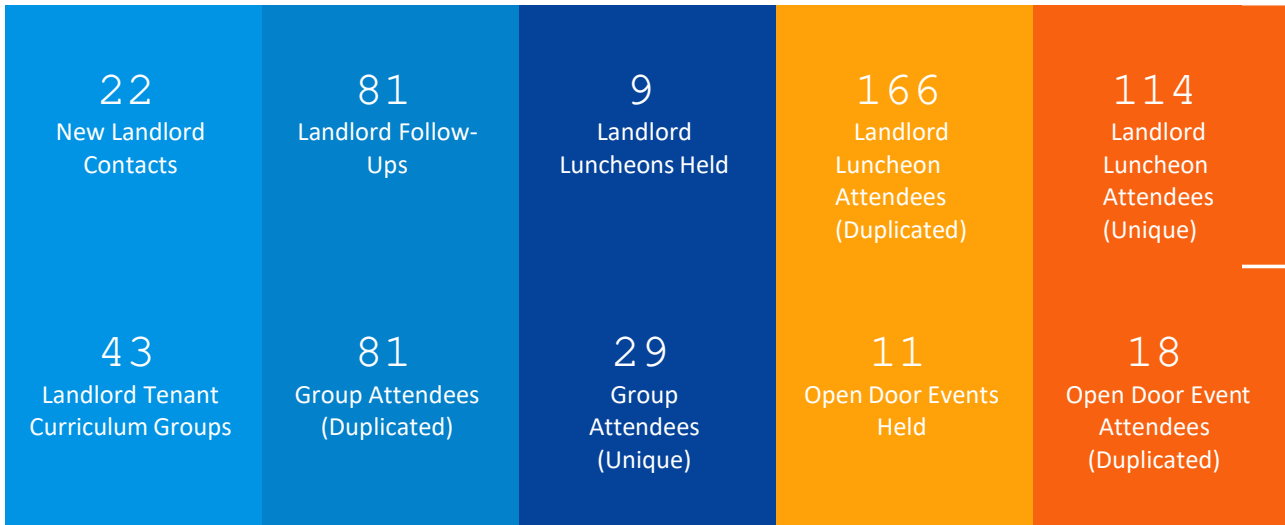 22
New Landlord
Contacts
81
Landlord Follow-
Ups
9
Landlord
Luncheons Held
166
Landlord
Luncheon
Attendees
(Duplicated)
114
Landlord
Luncheon
Attendees
(Unique)
43
Landlord Tenant
Curriculum Groups
81
Group Attendees
(Duplicated)
29
Group
Attendees
(Unique)
11
Open Door Events
Held
18
Open Door Event
Attendees
(Duplicated)